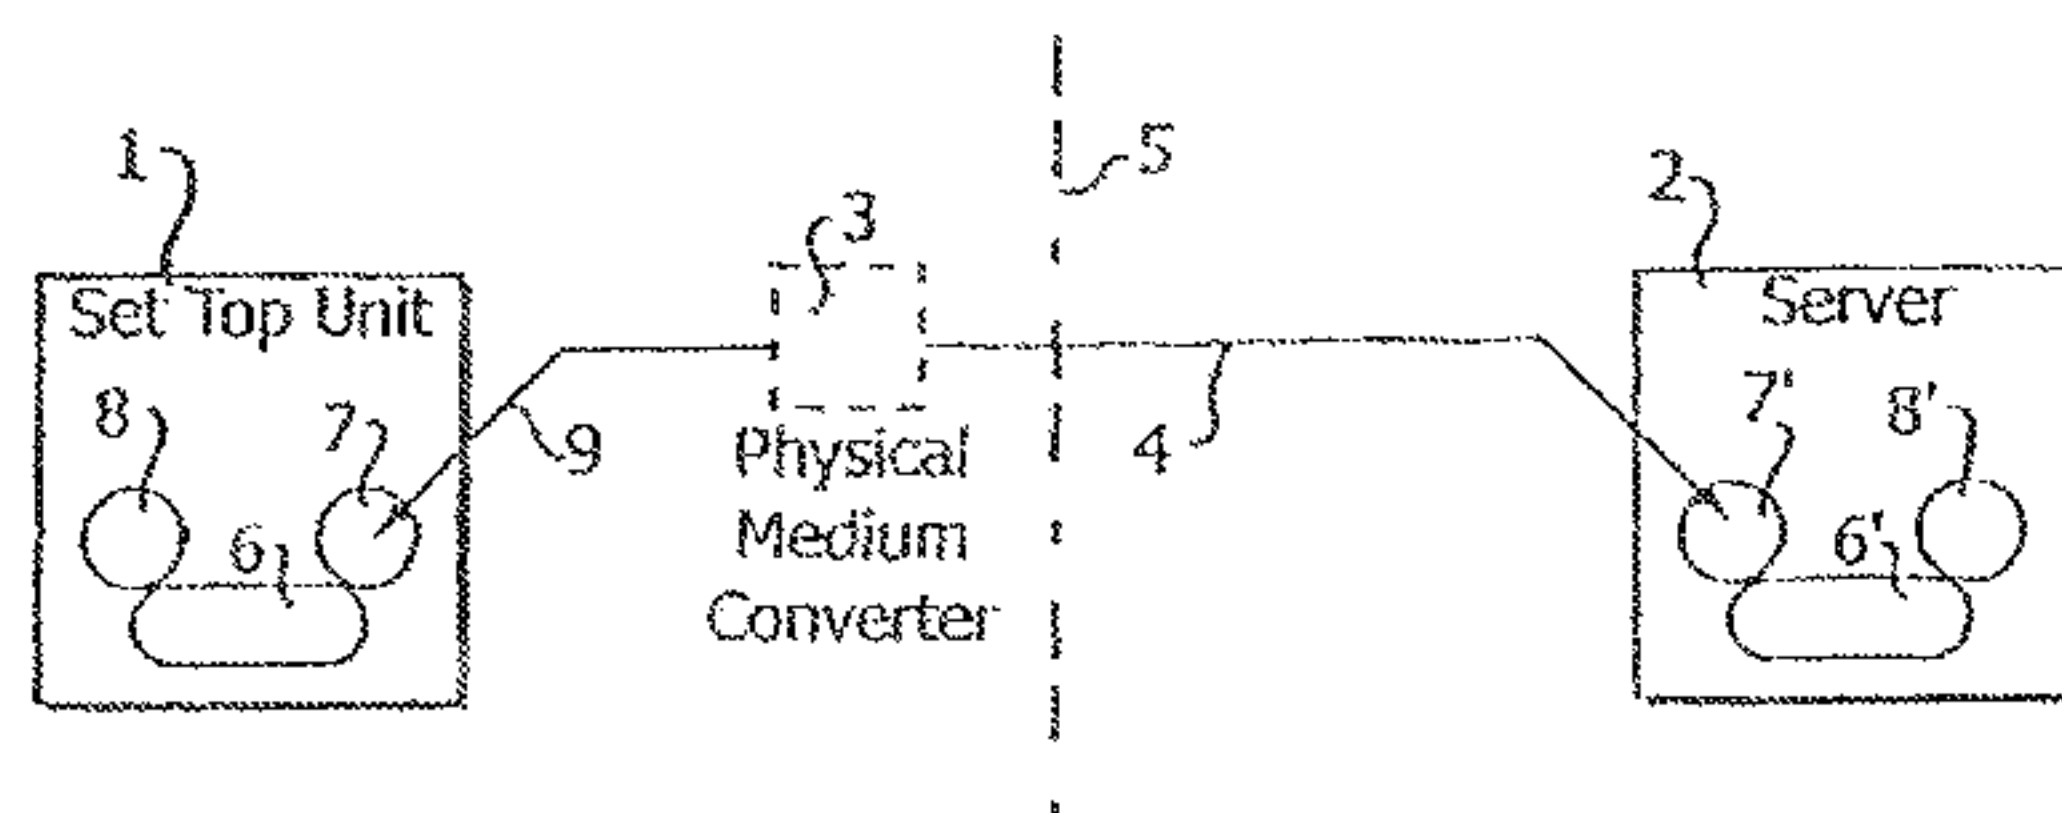 1
5
2
3
Set Top Unit
Server
8
7
9
4
7'
8'
Physical
Medium
Converter
6
6'